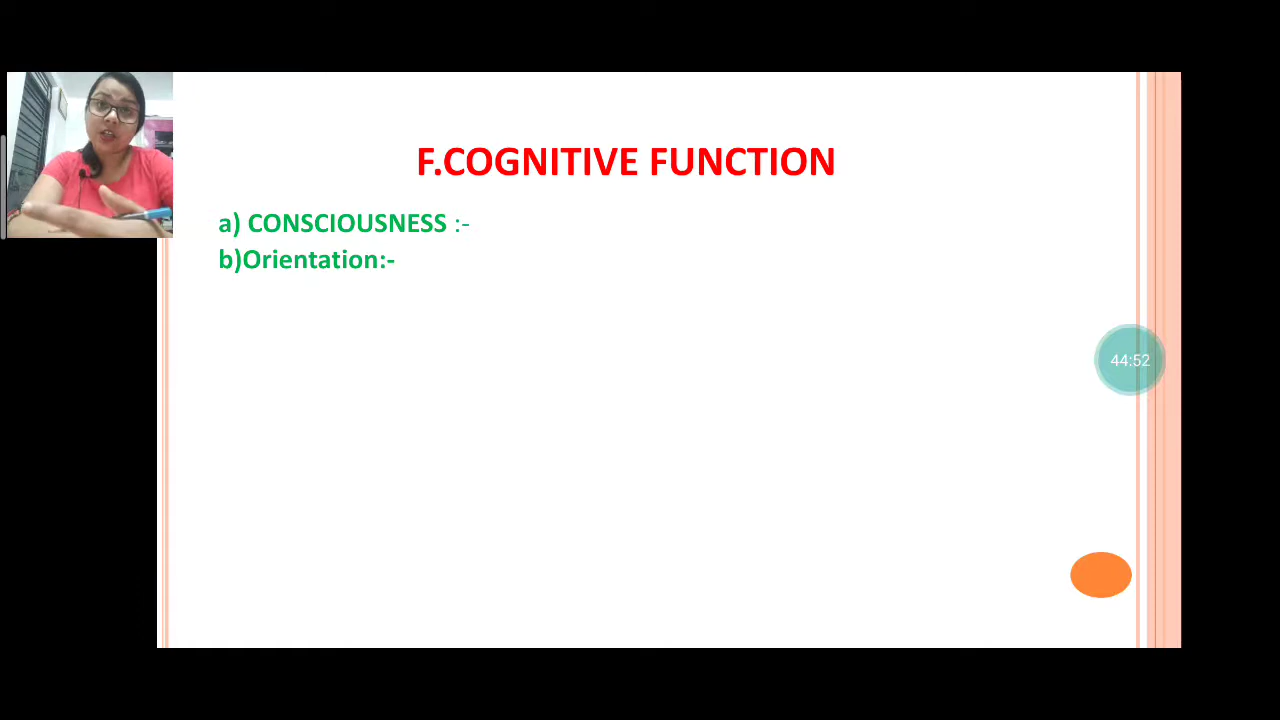 F.COGNITIVE FUNCTION
a) CONSCIOUSNESS :-
b)Orientation:-
44:52